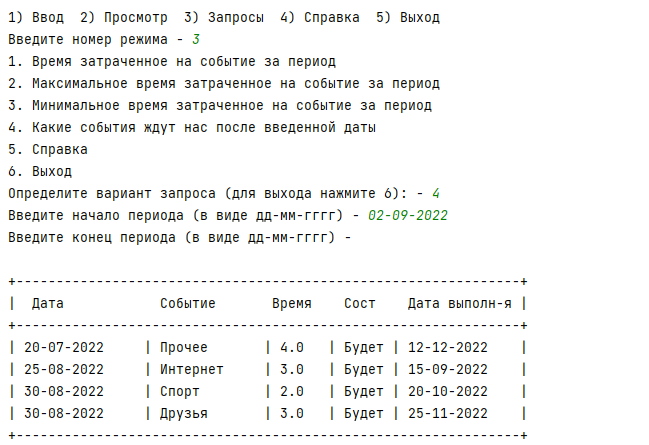 1) Ввод  2) Просмотр  3) Запросы  4) Справка  5) Выход
Введите номер режима - 3
1. Время затраченное на событие за период
2. Максимальное время затраченное на событие за период
3. Минимальное время затраченное на событие за период
4. Какие события ждут нас после введенной даты
5. Справка
6. Выход
Определите вариант запроса (для выхода нажмите 6): - 4
Введите начало периода (в виде дд-мм-гггг) - 02-09-2022
Введите конец периода (в виде дд-мм-гггг) -
+---------------------------------------------------------------+
|  Дата            Событие       Время    Сост    Дата выполн-я |
+---------------------------------------------------------------+
| 20-07-2022     | Прочее       | 4.0   | Будет | 12-12-2022    |
| 25-08-2022     | Интернет     | 3.0   | Будет | 15-09-2022    |
| 30-08-2022     | Спорт        | 2.0   | Будет | 20-10-2022    |
| 30-08-2022     | Друзья       | 3.0   | Будет | 25-11-2022    |
+---------------------------------------------------------------+